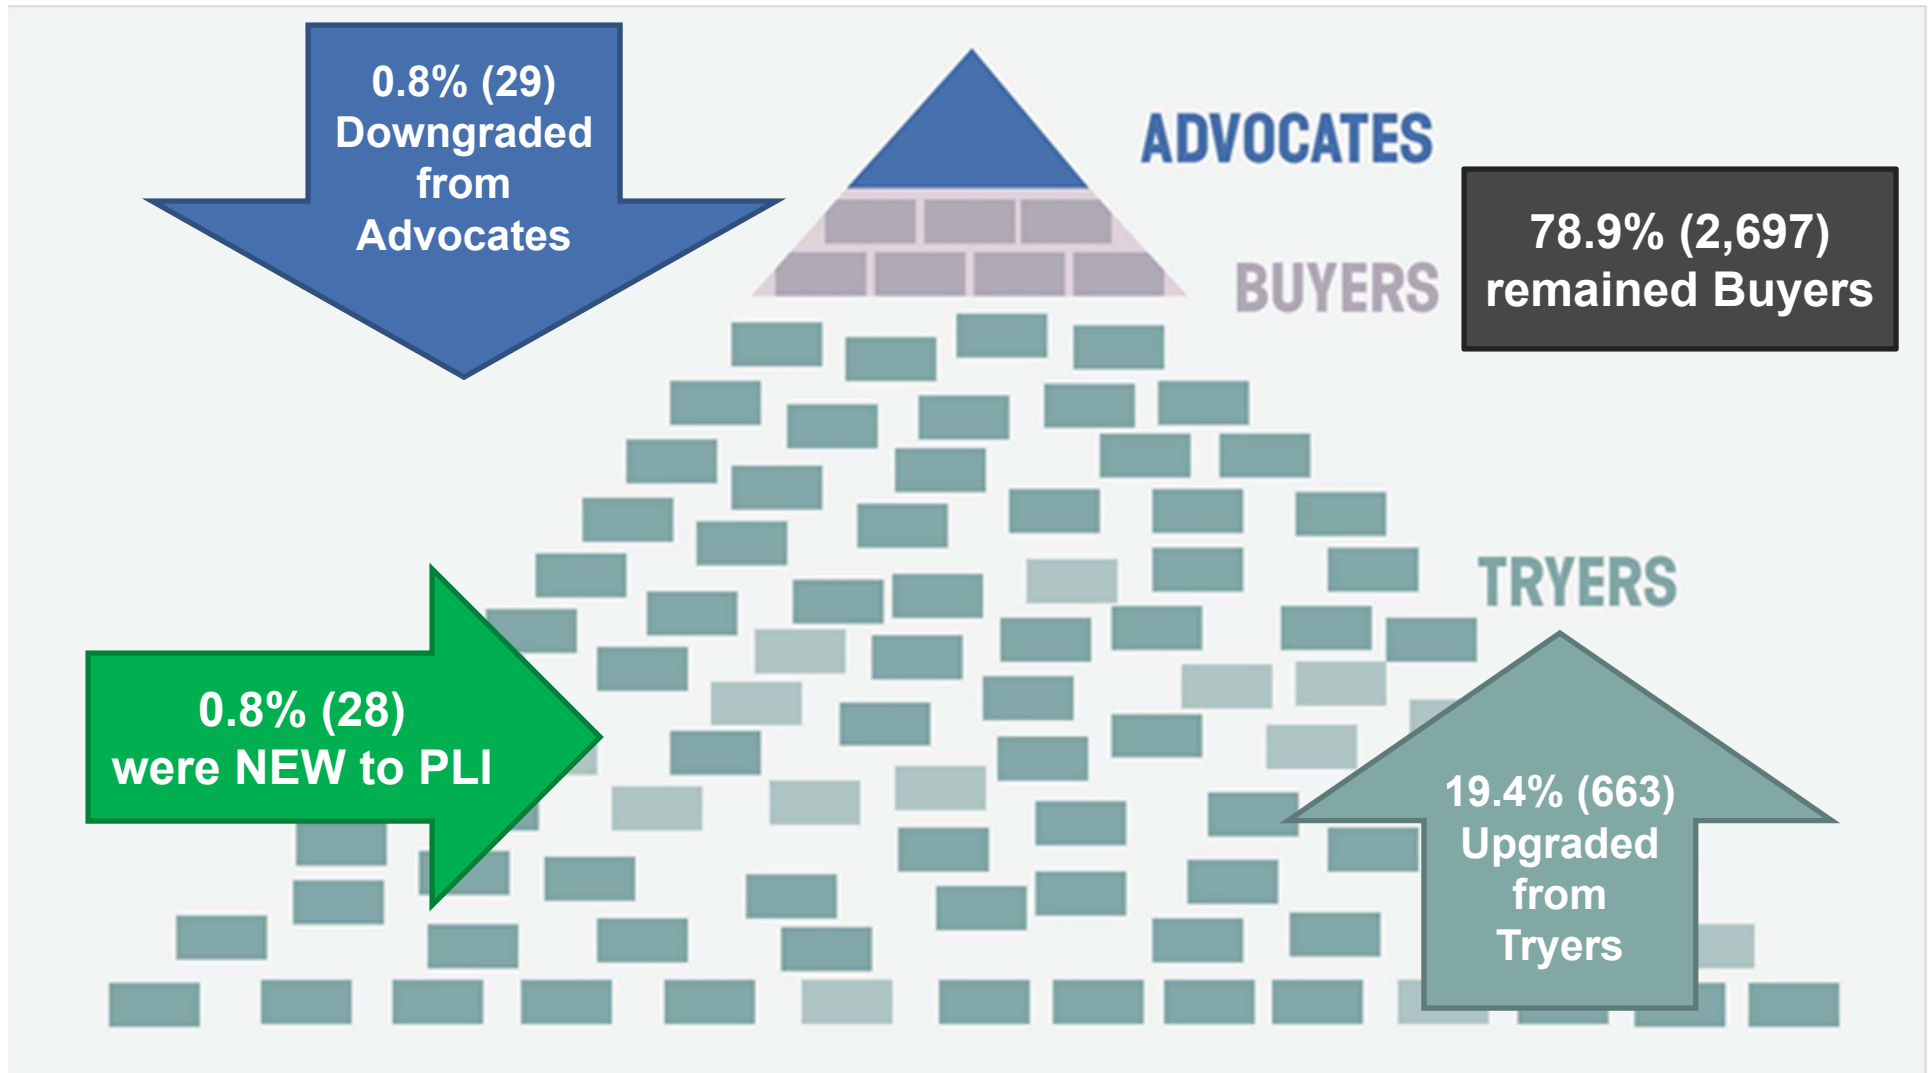 0.8% (29)
Downgraded
from
Advocates
ADVOCATES
78.9% (2,697)
remained Buyers
BUYERS
TRYERS
0.8% (28)
were NEW to PLI
19.4% (663)
Upgraded
from
Tryers